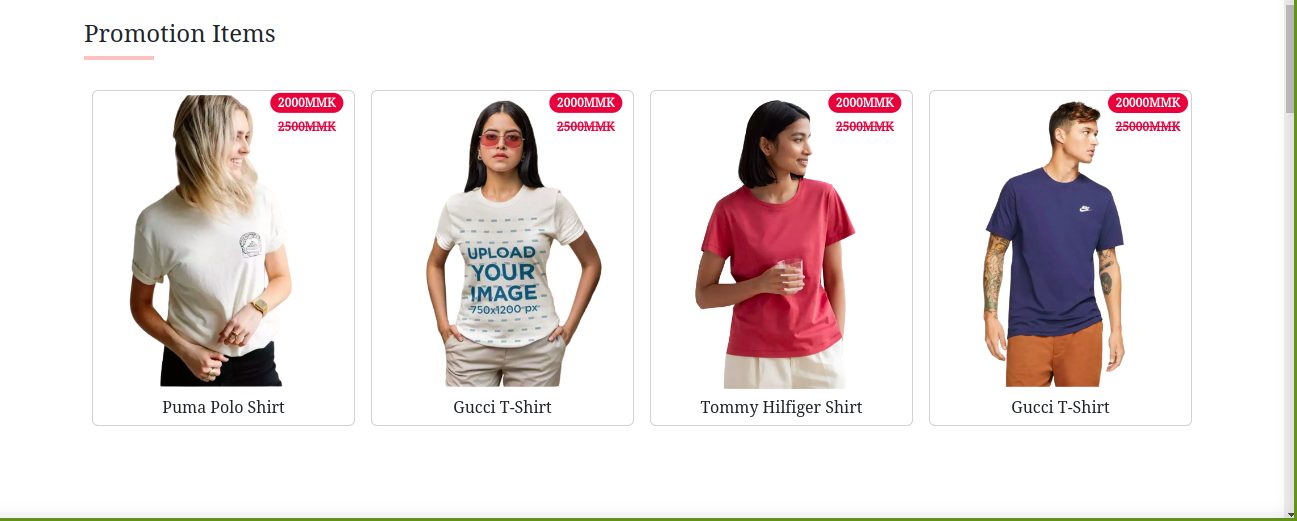 Promotion Items
2000MMK
2500MMK
2000MMK
2500MMK
2000MMK
2500MMK
20000MMK
25000MMK
UPLOAD
YOUR
IMAGE
750x1200 px
Puma Polo Shirt
Gucci T-Shirt
Tommy Hilfiger Shirt
Gucci T-Shirt